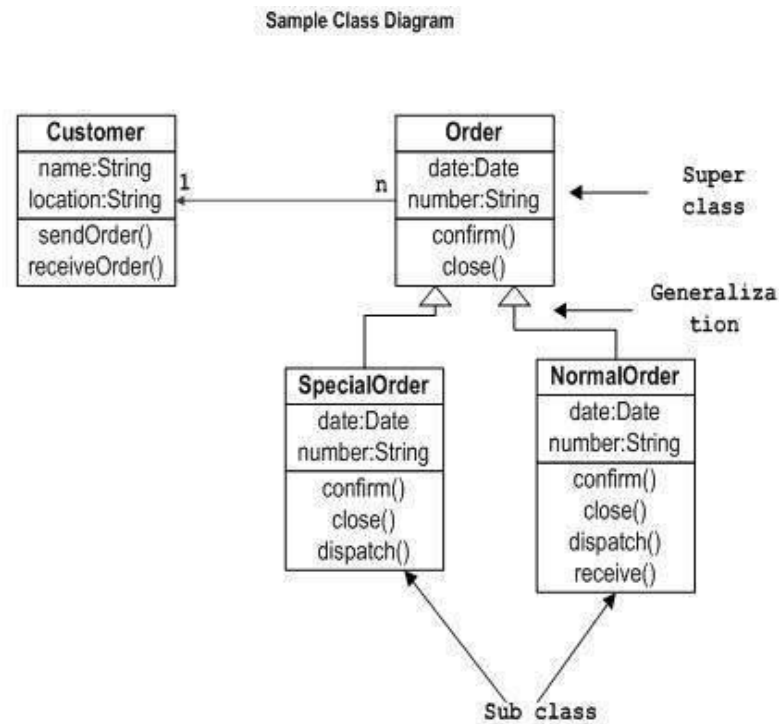 Sample Class Diagram
Customer
name:String
location:String
sendOrder()
receiveOrder()
1
n
Order
date:Date
number:String
confirm()
close()
Super
class
Generaliza
tion
SpecialOrder
date:Date
number:String
confirm()
close()
dispatch()
NormalOrder
date:Date
number:String
confirm()
close()
dispatch()
receive()
Sub class